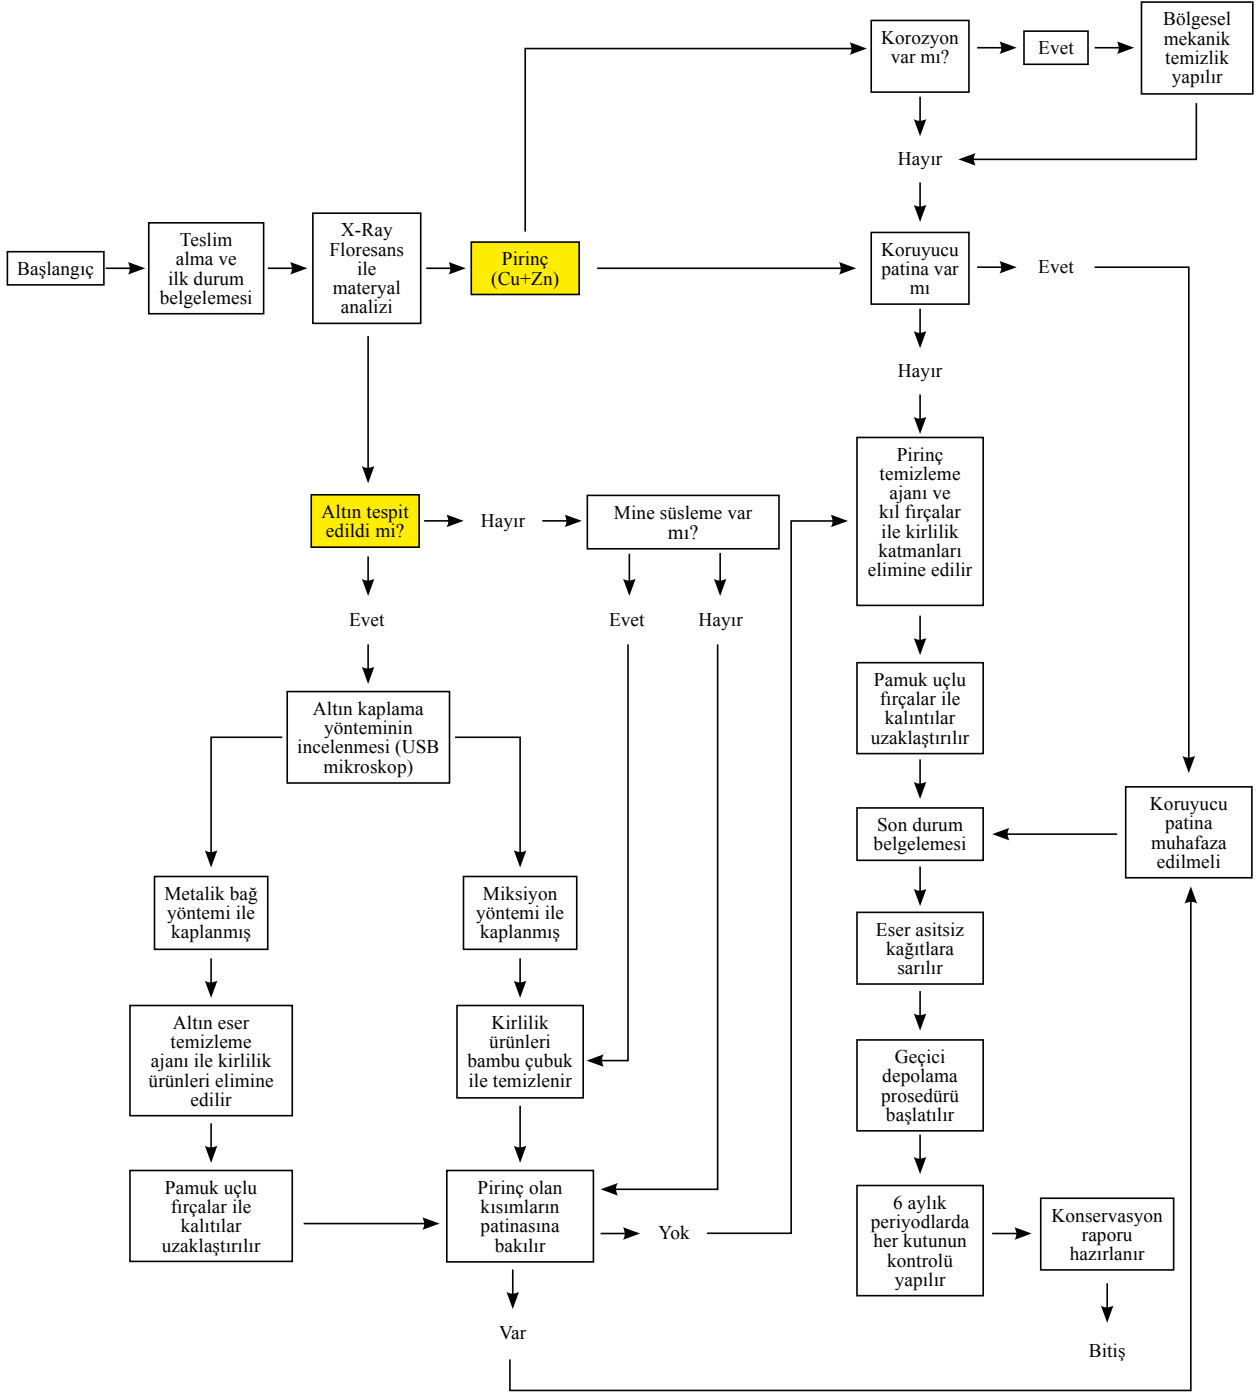 Korozyon
var mı?
Evet
Bölgesel
mekanik
temizlik
yapılır
Hayır
Başlangıç
Teslim
alma ve
ilk durum
belgelemesi
X-Ray
Floresans
ile
materyal
analizi
Pirinç
(Cu+Zn)
Koruyucu
patina var
mı
Evet
Hayır
Altın tespit
edildi mi?
Hayır
Mine süsleme var
mı?
Evet
Evet
Hayır
Pirinç
temizleme
ajanı ve
kıl fırçalar
ile kirlilik
katmanları
elimine edilir
Altın kaplama
yönteminin
incelenmesi (USB
mikroskop)
Pamuk uçlu
fırçalar ile
kalıntılar
uzaklaştırılır
Son durum
belgelemesi
Koruyucu
patina
muhafaza
edilmeli
Metalik bağ
yöntemi ile
kaplanmış
Miksiyon
yöntemi ile
kaplanmış
Eser asitsiz
kağıtlara
sarılır
Altın eser
temizleme
ajanı ile kirlilik
ürünleri elimine
edilir
Kirlilik
ürünleri
bambu çubuk
ile temizlenir
Geçici
depolama
prosedürü
başlatılır
Pamuk uçlu
fırçalar ile
kalıtılar
uzaklaştırılır
Pirinç olan
kısımların
patinasına
bakılır
Yok
6 aylık
periyodlarda
her kutunun
kontrolü
yapılır
Konservasyon
raporu
hazırlanır
Var
Bitiş